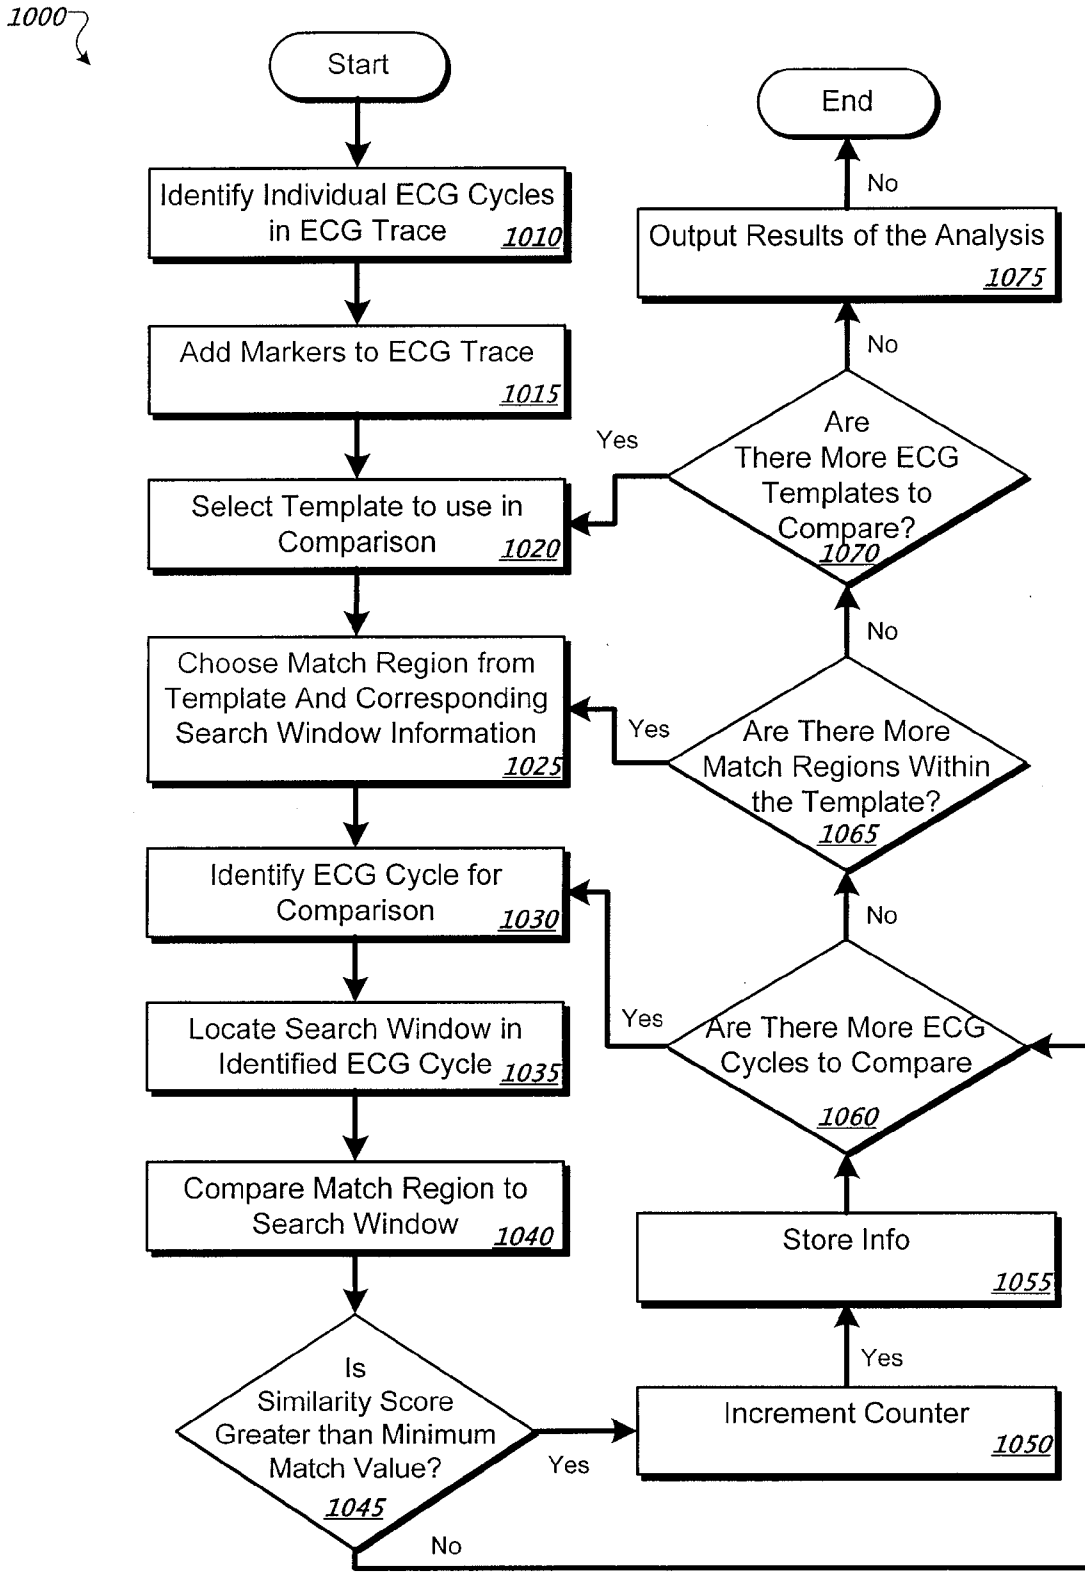 1000
Start
Identify Individual ECG Cycles
in ECG Trace
1010
Add Markers to ECG Trace
1015
Select Template to use in
Comparison
1020
Choose Match Region from
Template And Corresponding
Search Window Information
1025
Identify ECG Cycle for
Comparison
1030
Locate Search Window in
Identified ECG Cycle
1035
Compare Match Region to
Search Window
1040
Is
Similarity Score
Greater than Minimum
Match Value?
1045
Yes
No
Increment Counter
1050
Yes
Store Info
1055
Are There More ECG
Cycles to Compare
1060
Yes
No
Are There More
Match Regions Within
the Template?
1065
Yes
No
Are
There More ECG
Templates to
Compare?
1070
Yes
No
Output Results of the Analysis
1075
No
End